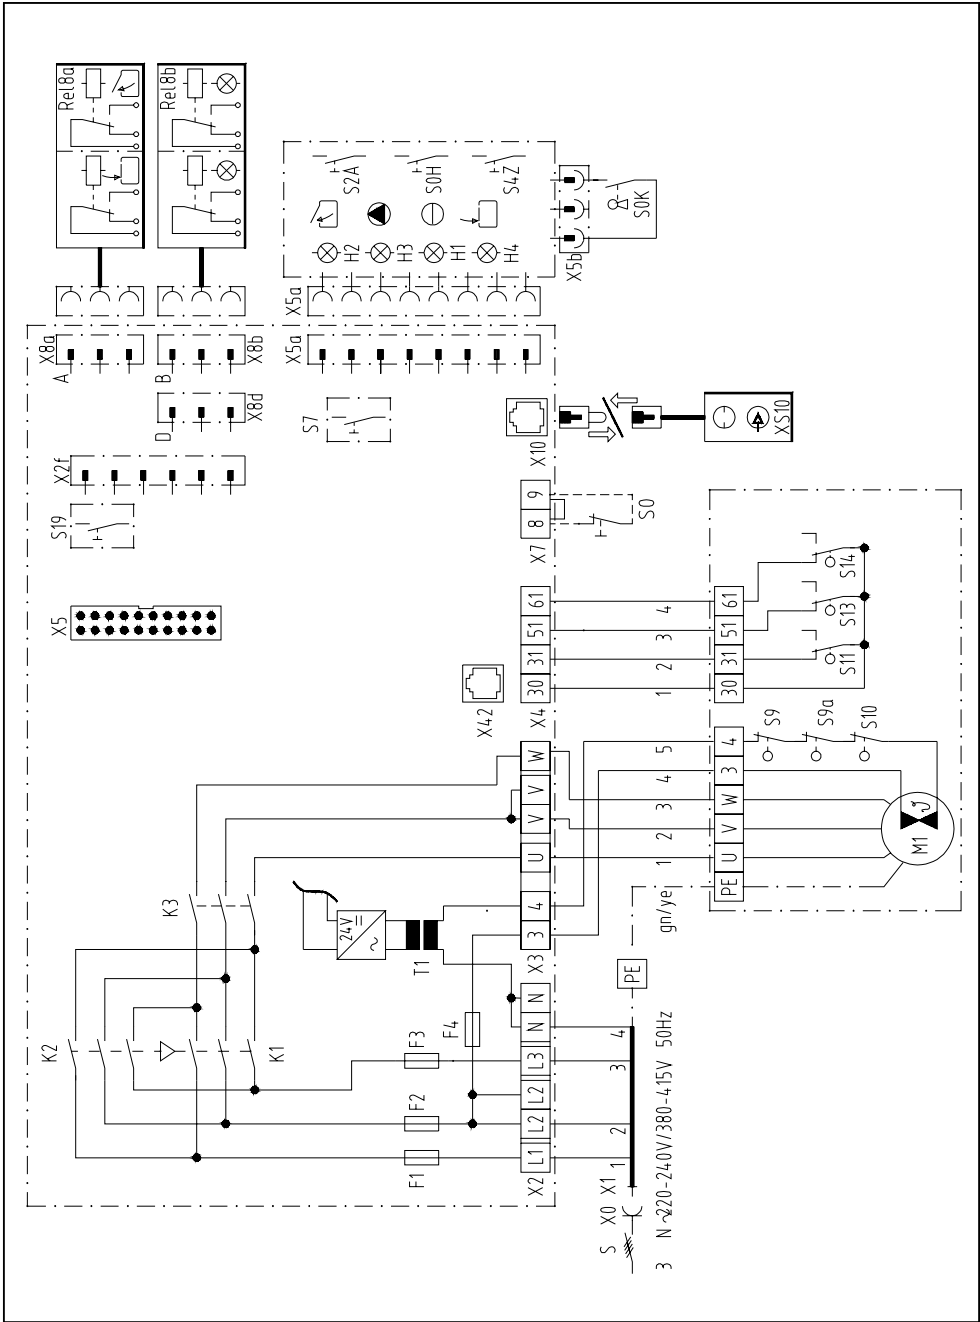 Rel8a
Rel8b
S2A
S0H
S4Z
H2
H3
H1
H4
X5b
S0K
X5a
X8a
A
B
X8b
X5a
D
X8d
S7
X2f
S19
X10
XS10
X7
8
9
S0
X5
X42
X4
30
31
51
61
1
2
3
4
30
31
51
61
S11
S13
S14
K3
24V
T1
X3
3
4
U
V
V
W
1
2
3
4
5
gn/ye
PE
U
V
W
3
4
S9
S9a
S10
M1
PE
K2
K1
F1
F2
F3
F4
X2
L1
L2
L2
L3
N
N
1
2
3
4
S
X0
X1
3 N ~220-240V/380-415V 50Hz